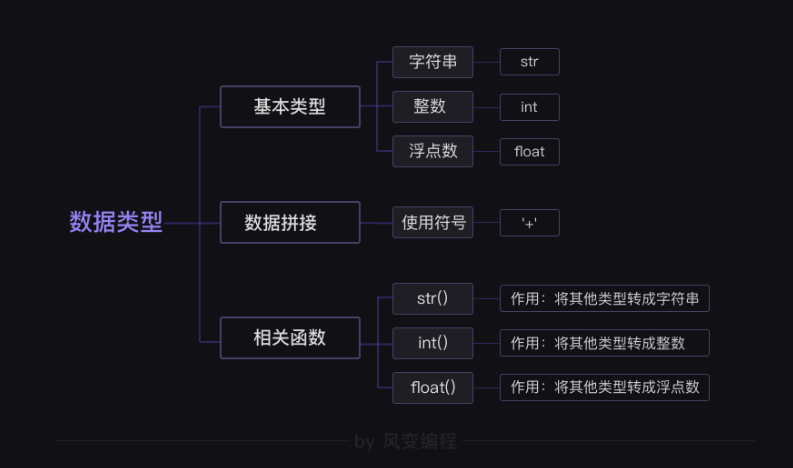 数据类型
基本类型
字符串 str
整数 int
浮点数 float
数据拼接
使用符号 '+'
相关函数
str() 作用：将其他类型转成字符串
int() 作用：将其他类型转成整数
float() 作用：将其他类型转成浮点数
by 风变编程